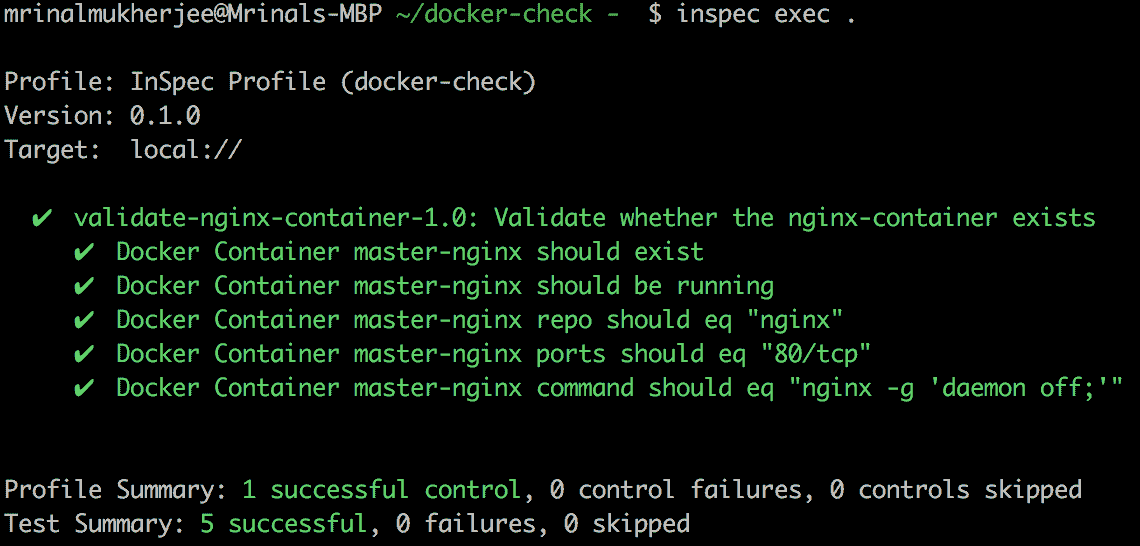 mrinalmukherjee@Mrinals-MBP ~/docker-check -  $ inspec exec .
Profile: InSpec Profile (docker-check)
Version: 0.1.0
Target:  local://
✔ validate-nginx-container-1.0: Validate whether the nginx-container exists
✔ Docker Container master-nginx should exist
✔ Docker Container master-nginx should be running
✔ Docker Container master-nginx repo should eq "nginx"
✔ Docker Container master-nginx ports should eq "80/tcp"
✔ Docker Container master-nginx command should eq "nginx -g 'daemon off;'"
Profile Summary: 1 successful control, 0 control failures, 0 controls skipped
Test Summary: 5 successful, 0 failures, 0 skipped